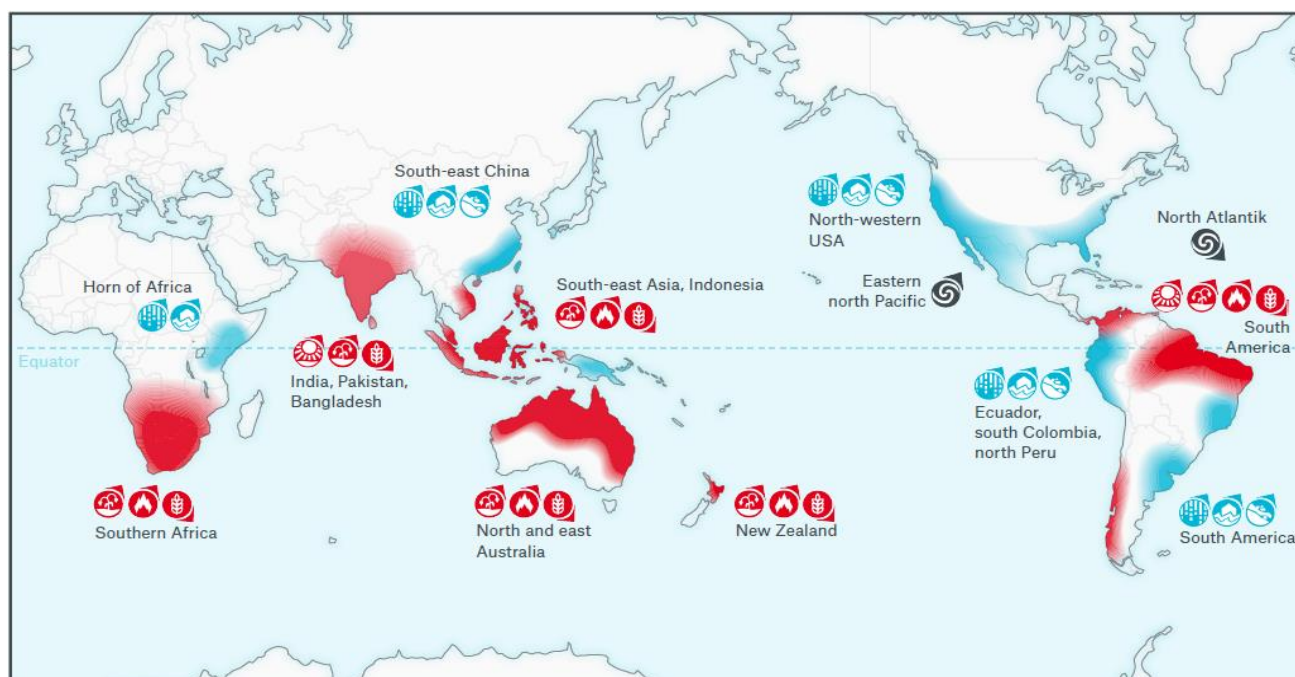 South-east China
North-western
USA
North Atlantik
Horn of Africa
South-east Asia, Indonesia
Eastern
north Pacific
South
America
Equator
India, Pakistan,
Bangladesh
Ecuador,
south Colombia,
north Peru
Southern Africa
North and east
Australia
New Zealand
South America